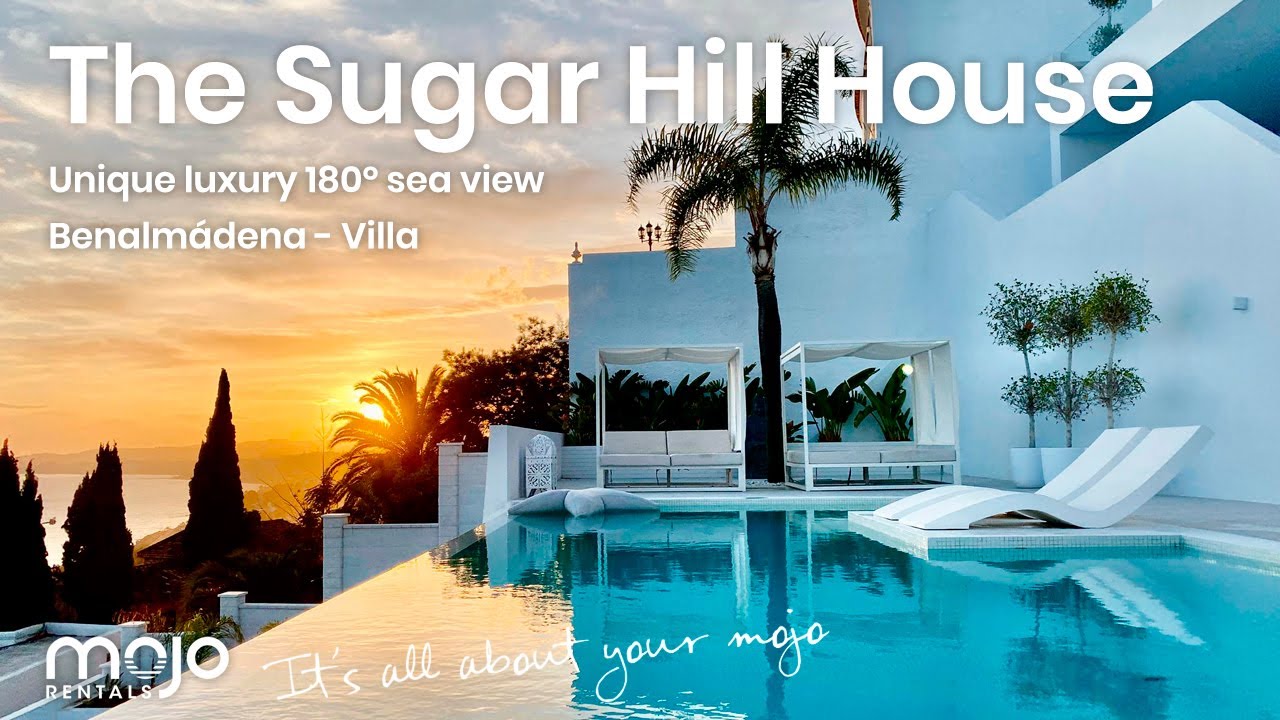 The Sugar Hill House
Unique luxury 180° sea view
Benalmádena - Villa
mojo
RENTALS
It's all about your mojo